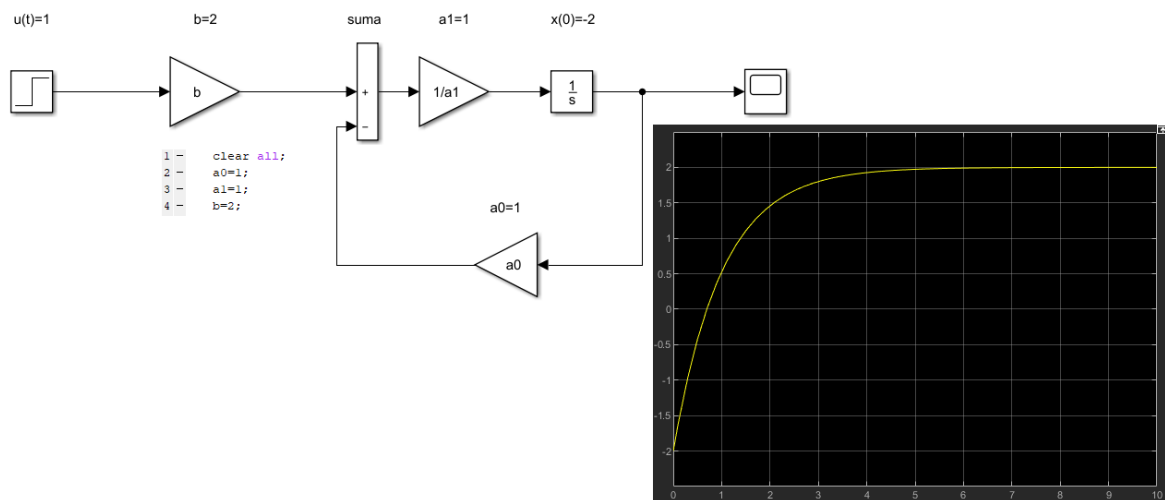 u(t)=1
b=2
suma
a1=1
x(0)=-2
b
+
−
1/a1
1
s
1 − clear all;
2 − a0=1;
3 − a1=1;
4 − b=2;
a0=1
a0
2
1.5
1
0.5
0
-0.5
-1
-1.5
-2
0 1 2 3 4 5 6 7 8 9 10